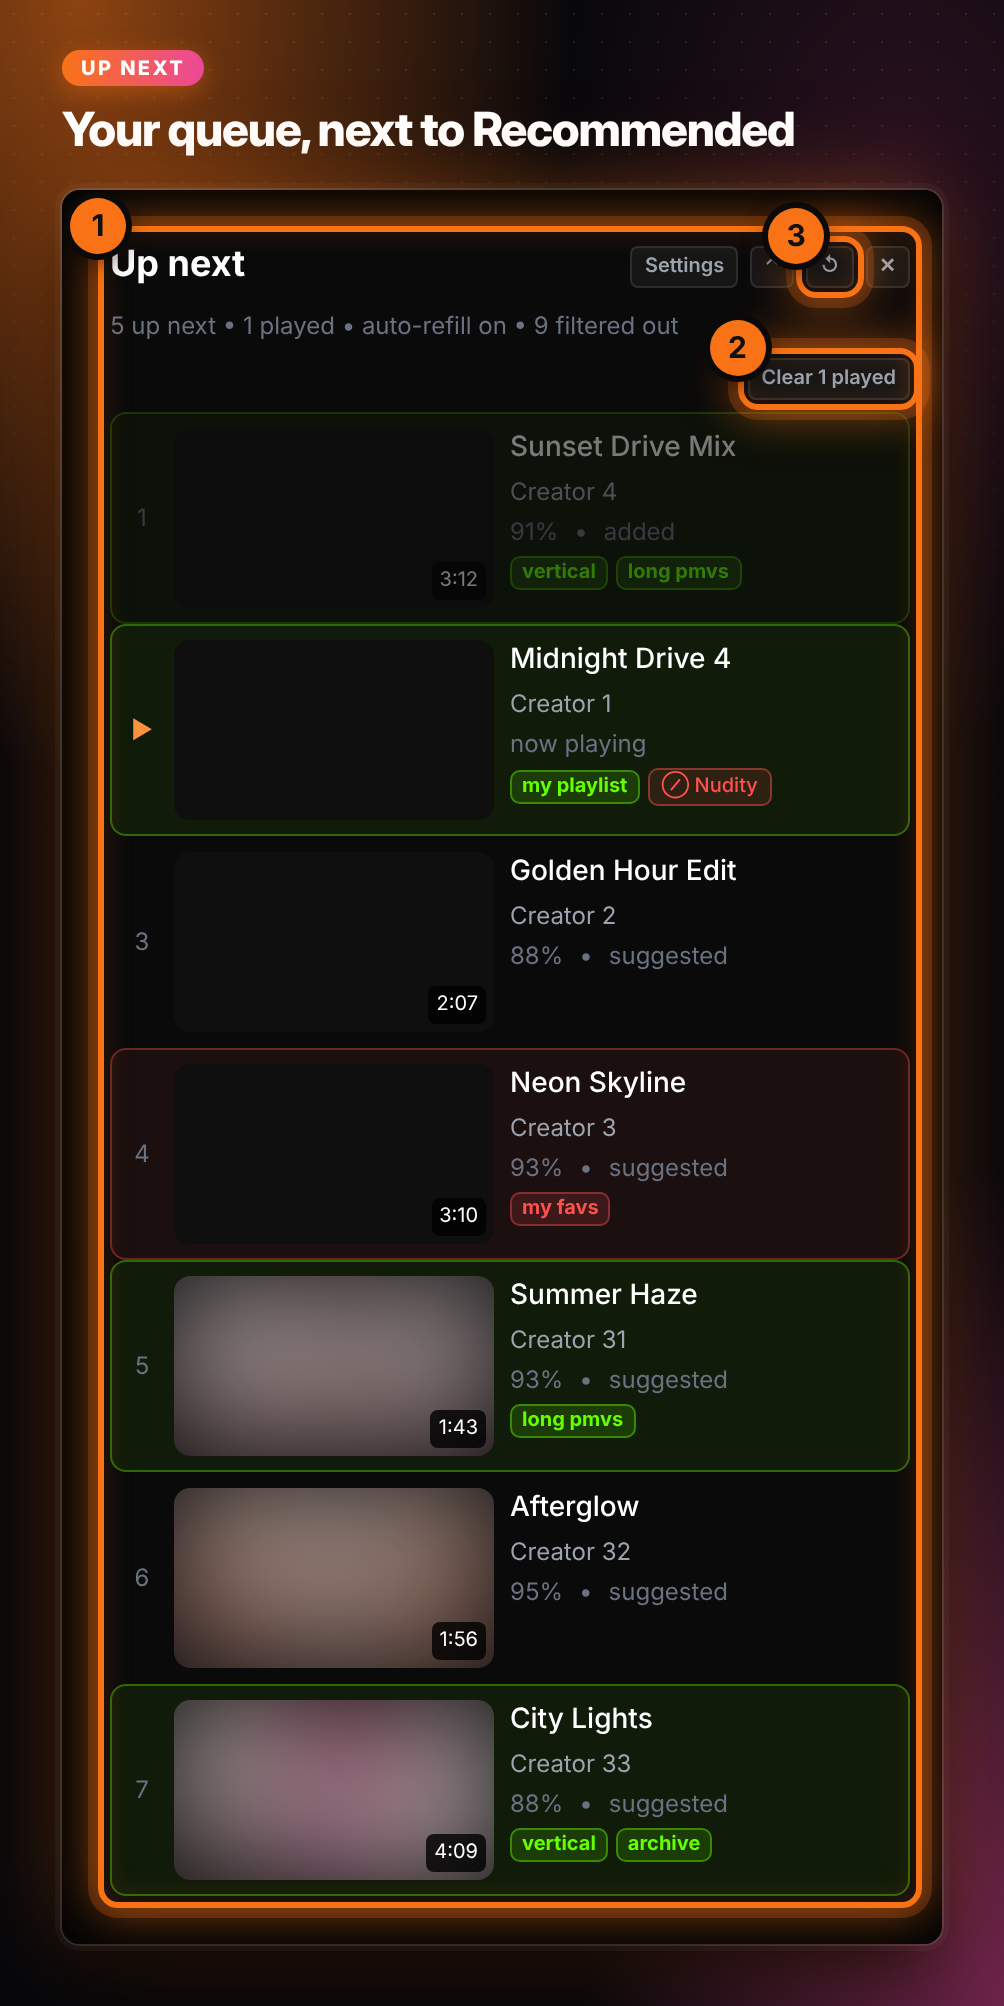 UP NEXT
Your queue, next to Recommended
1
3
Up next
Settings
5 up next • 1 played • auto-refill on • 9 filtered out
2
Clear 1 played
1
3:12
Sunset Drive Mix
Creator 4
91% • added
vertical long pmvs
Midnight Drive 4
Creator 1
now playing
my playlist Nudity
3
2:07
Golden Hour Edit
Creator 2
88% • suggested
4
3:10
Neon Skyline
Creator 3
93% • suggested
my favs
5
1:43
Summer Haze
Creator 31
93% • suggested
long pmvs
6
1:56
Afterglow
Creator 32
95% • suggested
7
4:09
City Lights
Creator 33
88% • suggested
vertical archive